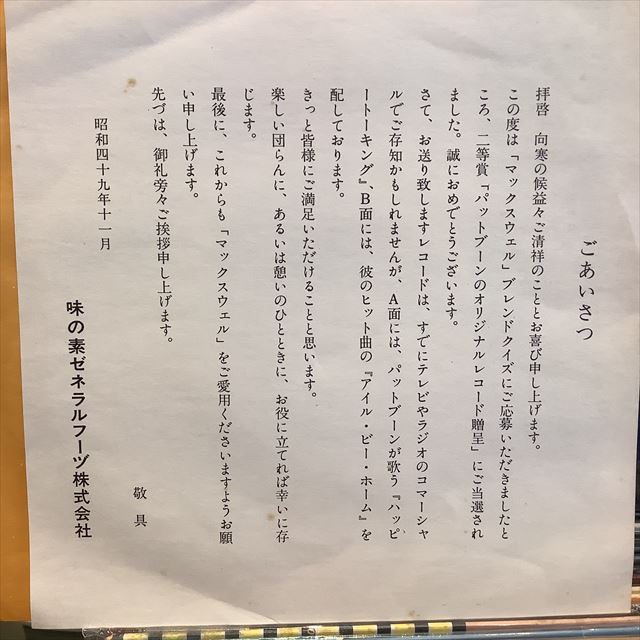 ごあいさつ
拝啓　向寒の候益々ご清祥のこととお喜び申し上げます。
この度は「マックスウェル」ブレンドクイズにご応募いただきましたと
ころ、二等賞『パットブーンのオリジナルレコード贈呈」にご当選され
ました。誠におめでとうございます。
さて、お送り致しますレコードは、すでにテレビやラジオのコマーシャ
ルでご存知かもしれませんが、A面には、パットブーンが歌う『ハッピ
ートーキング』、B面には、彼のヒット曲の『アイル・ビー・ホーム』を
配しております。
きっと皆様にご満足いただけることと思います。
楽しい団らんに、あるいは憩いのひとときに、お役に立てれば幸いに存
じます。
最後に、これからも「マックスウェル」をご愛用くださいますようお願
い申し上げます。
先づは、御礼旁々ご挨拶申し上げます。
敬具
昭和四十九年十一月
味の素ゼネラルフーヅ株式会社